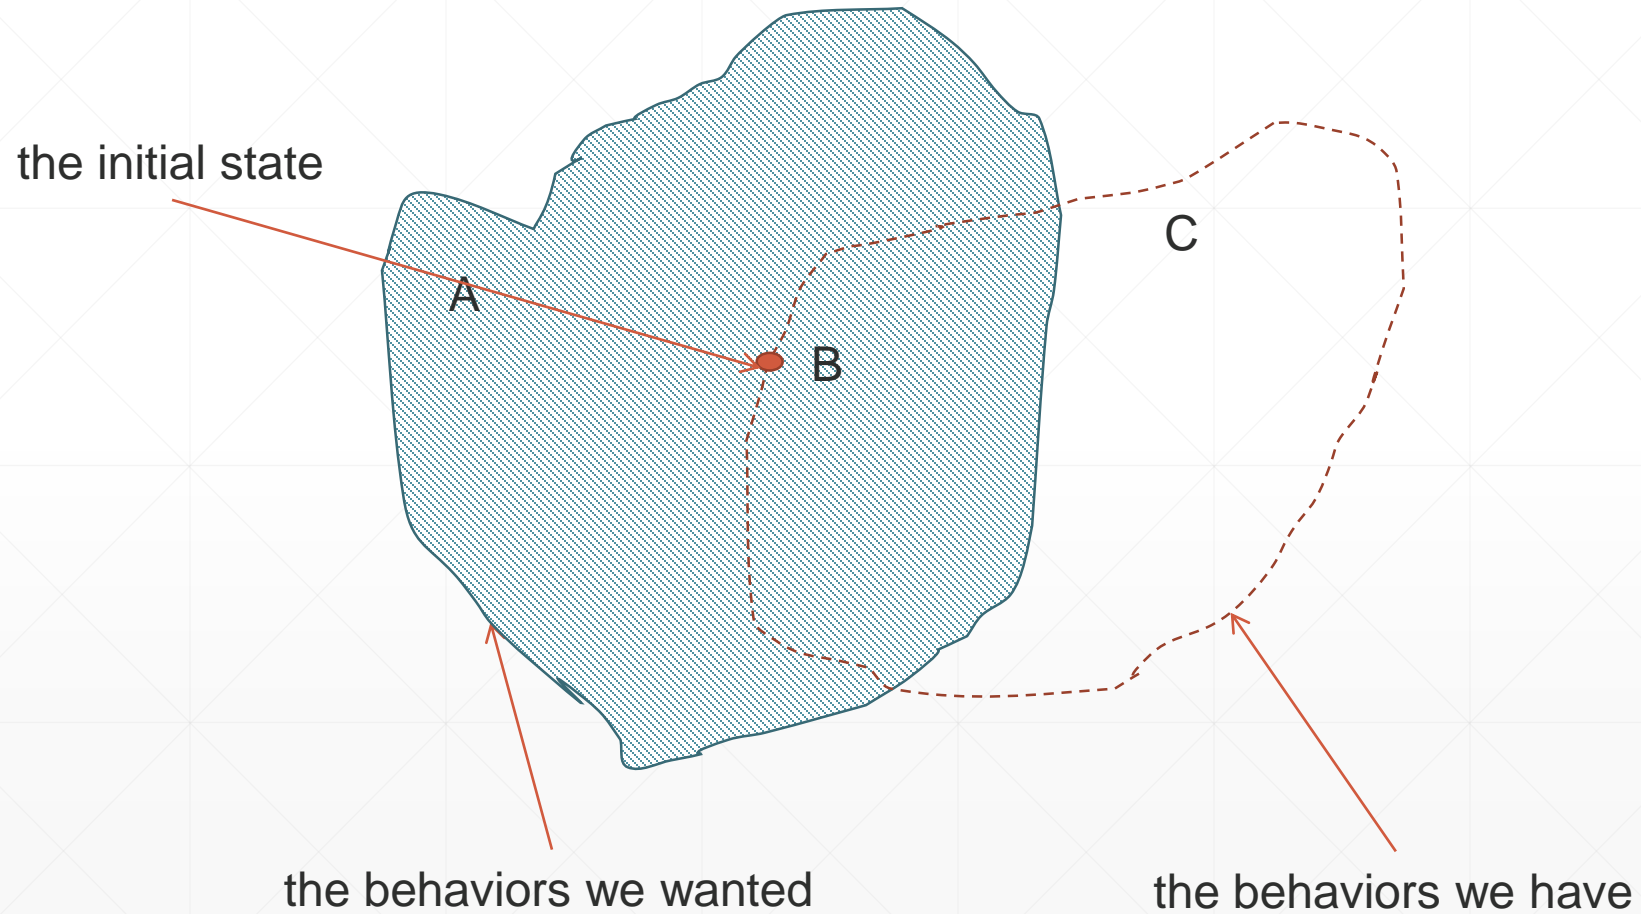 the initial state
C
A
B
the behaviors we wanted
the behaviors we have